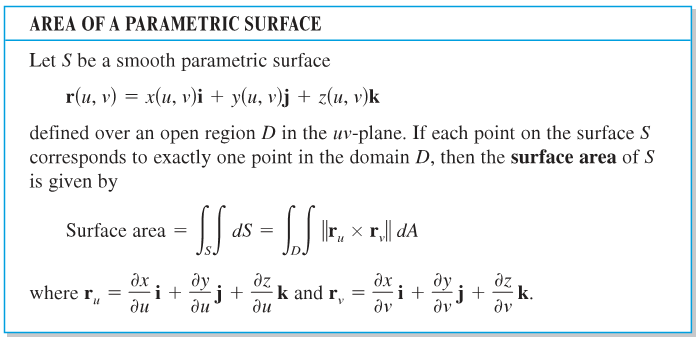 AREA OF A PARAMETRIC SURFACE
Let S be a smooth parametric surface
r(u, v) = x(u, v)i + y(u, v)j + z(u, v)k
defined over an open region D in the uv-plane. If each point on the surface S
corresponds to exactly one point in the domain D, then the surface area of S
is given by
Surface area = ∫∫_S dS = ∫∫_D ‖r_u × r_v‖ dA
where r_u = ∂x/∂u i + ∂y/∂u j + ∂z/∂u k and r_v = ∂x/∂v i + ∂y/∂v j + ∂z/∂v k.